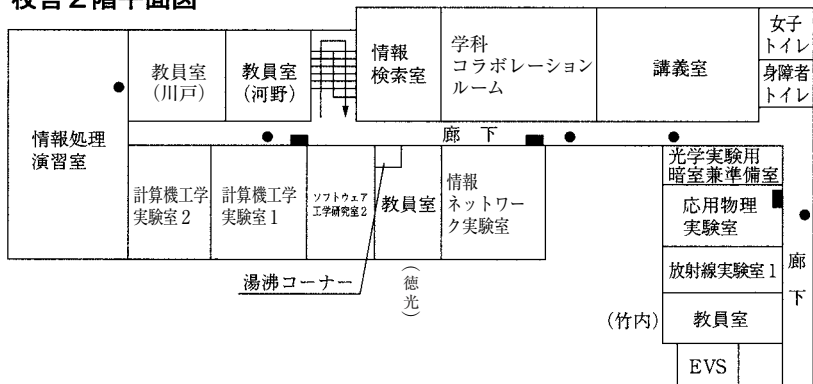 校舎2階平面図
教員室
(川戸)
教員室
(河野)
情報
検索室
学科
コラボレーション
ルーム
講義室
女子
トイレ
身障者
トイレ
情報処理
演習室
廊 下
計算機工学
実験室2
計算機工学
実験室1
ソフトウェア
工学研究室2
教員室
(徳光)
情報
ネットワー
ク実験室
湯沸コーナー
光学実験用
暗室兼準備室
応用物理
実験室
放射線実験室1
廊下
(竹内)
教員室
EVS